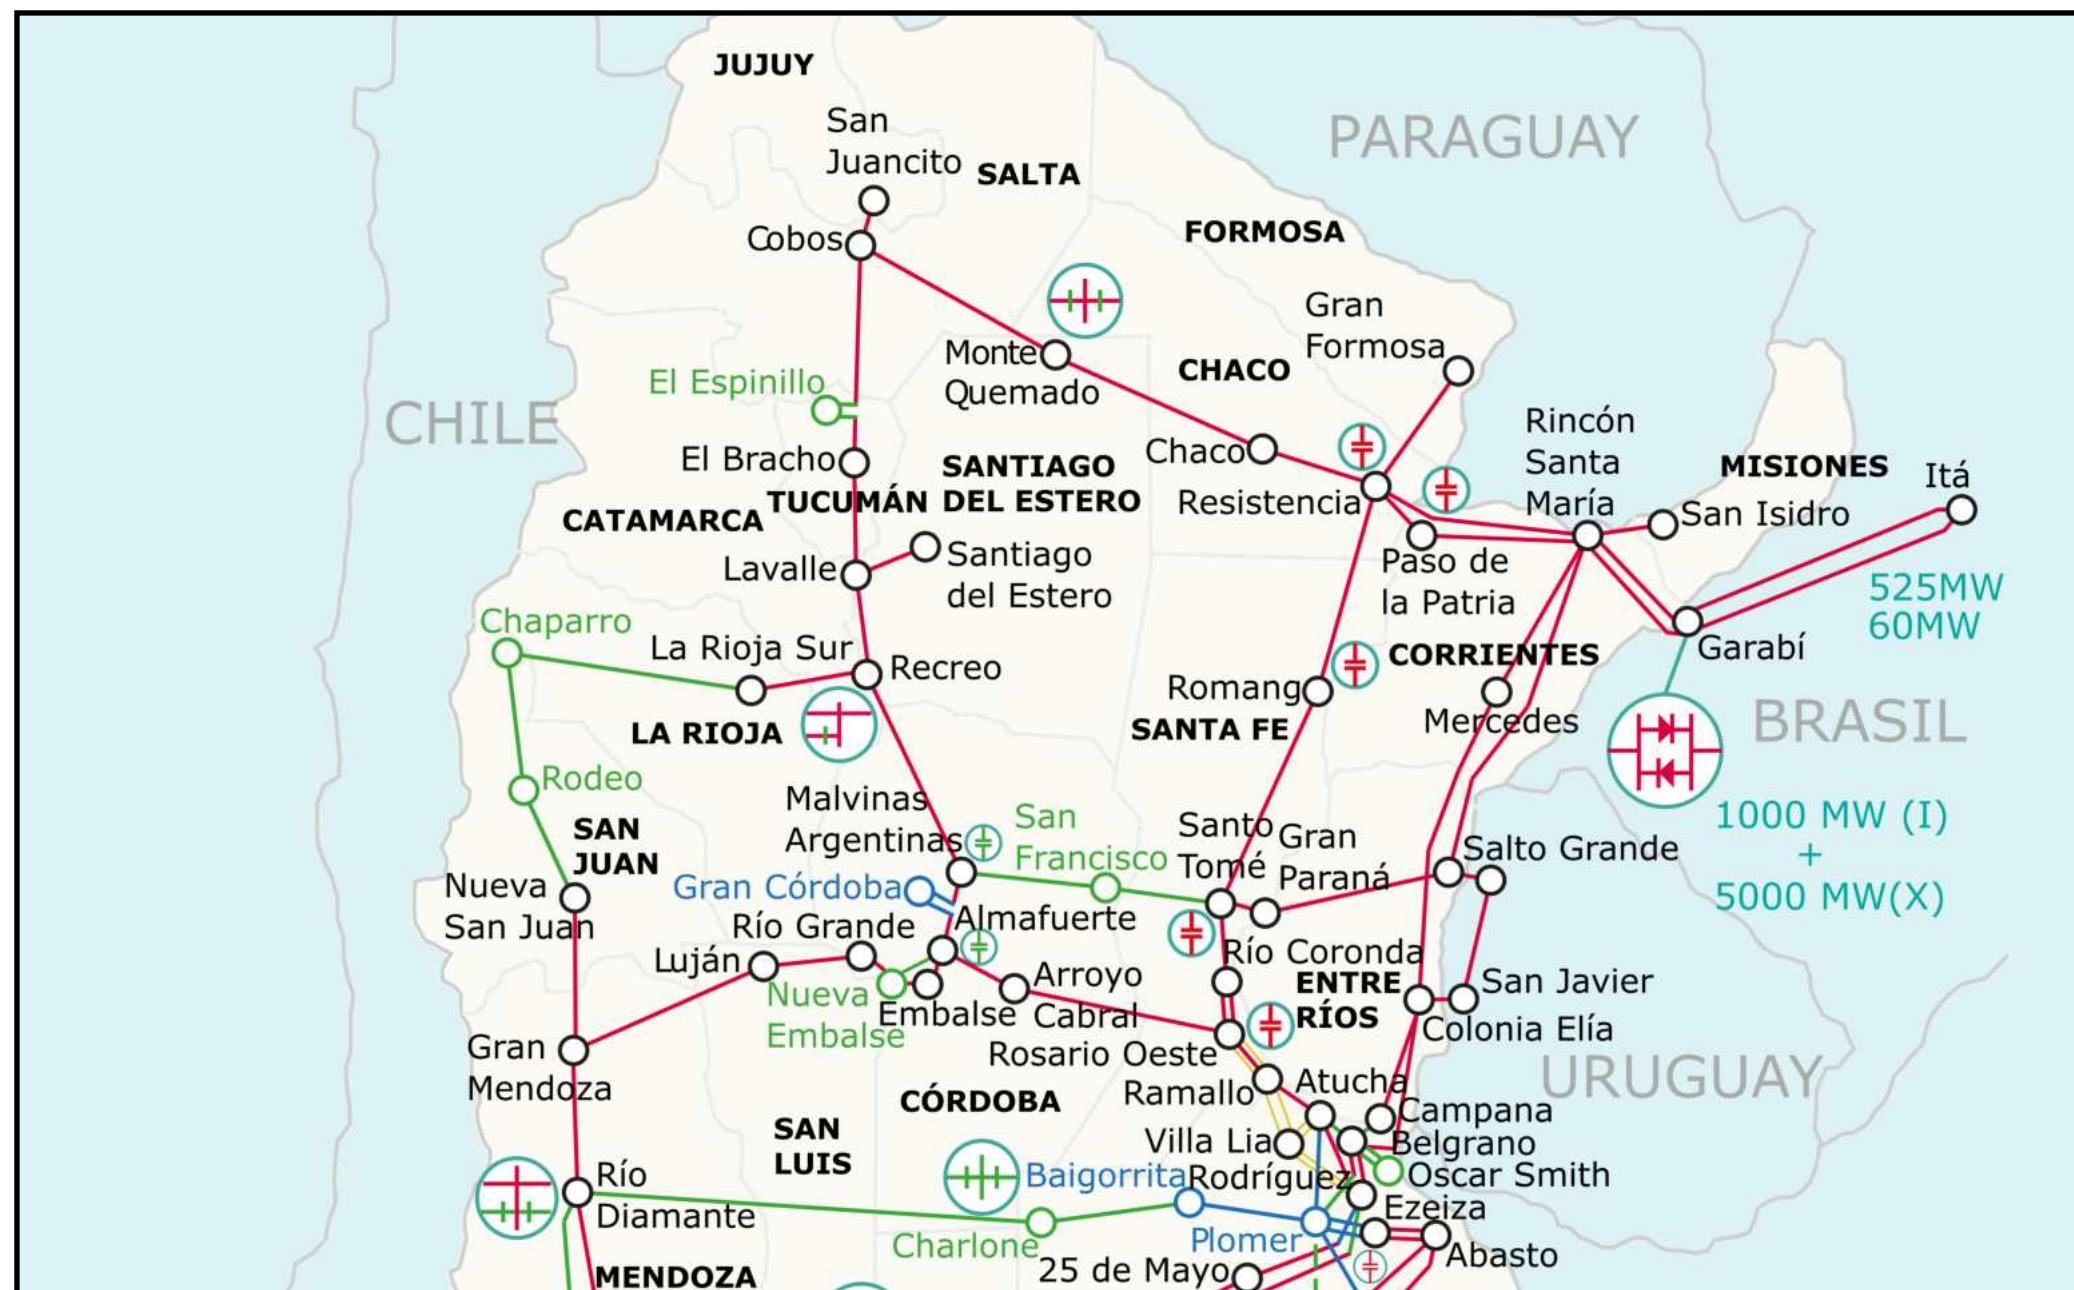 JUJUY
San
Juancito
SALTA
PARAGUAY
Cobos
FORMOSA
Gran
Formosa
Monte
Quemado
CHACO
El Espinillo
CHILE
Rincón
Santa
María
Chaco
El Bracho
SANTIAGO
DEL ESTERO
MISIONES
Itá
TUCUMÁN
CATAMARCA
Resistencia
San Isidro
Santiago
del Estero
Lavalle
Paso de
la Patria
525MW
60MW
Chaparro
La Rioja Sur
Recreo
CORRIENTES
Garabí
Romang
Mercedes
BRASIL
LA RIOJA
SANTA FE
Rodeo
Malvinas
Argentinas
San
Francisco
Santo
Tomé
Gran
Paraná
Salto Grande
1000 MW (I)
+
5000 MW(X)
SAN
JUAN
Nueva
San Juan
Gran Córdoba
Almafuerte
Río Grande
Luján
Río Coronda
Arroyo
Cabral
ENTRE
RÍOS
San Javier
Nueva
Embalse
Embalse
Colonia Elía
Gran
Mendoza
Rosario Oeste
URUGUAY
CÓRDOBA
Ramallo
Atucha
Campana
SAN
LUIS
Villa Lia
Belgrano
Río
Diamante
Baigorrita
Rodríguez
Oscar Smith
Ezeiza
Charlone
Plomer
Abasto
25 de Mayo
MENDOZA